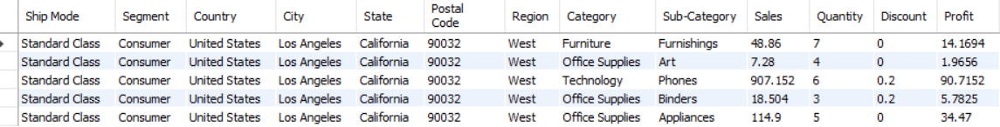 Ship Mode Segment Country City State Postal Code Region Category Sub-Category Sales Quantity Discount Profit
Standard Class Consumer United States Los Angeles California 90032 West Furniture Furnishings 48.86 7 0 14.1694
Standard Class Consumer United States Los Angeles California 90032 West Office Supplies Art 7.28 4 0 1.9656
Standard Class Consumer United States Los Angeles California 90032 West Technology Phones 907.152 6 0.2 90.7152
Standard Class Consumer United States Los Angeles California 90032 West Office Supplies Binders 18.504 3 0.2 5.7825
Standard Class Consumer United States Los Angeles California 90032 West Office Supplies Appliances 114.9 5 0 34.47